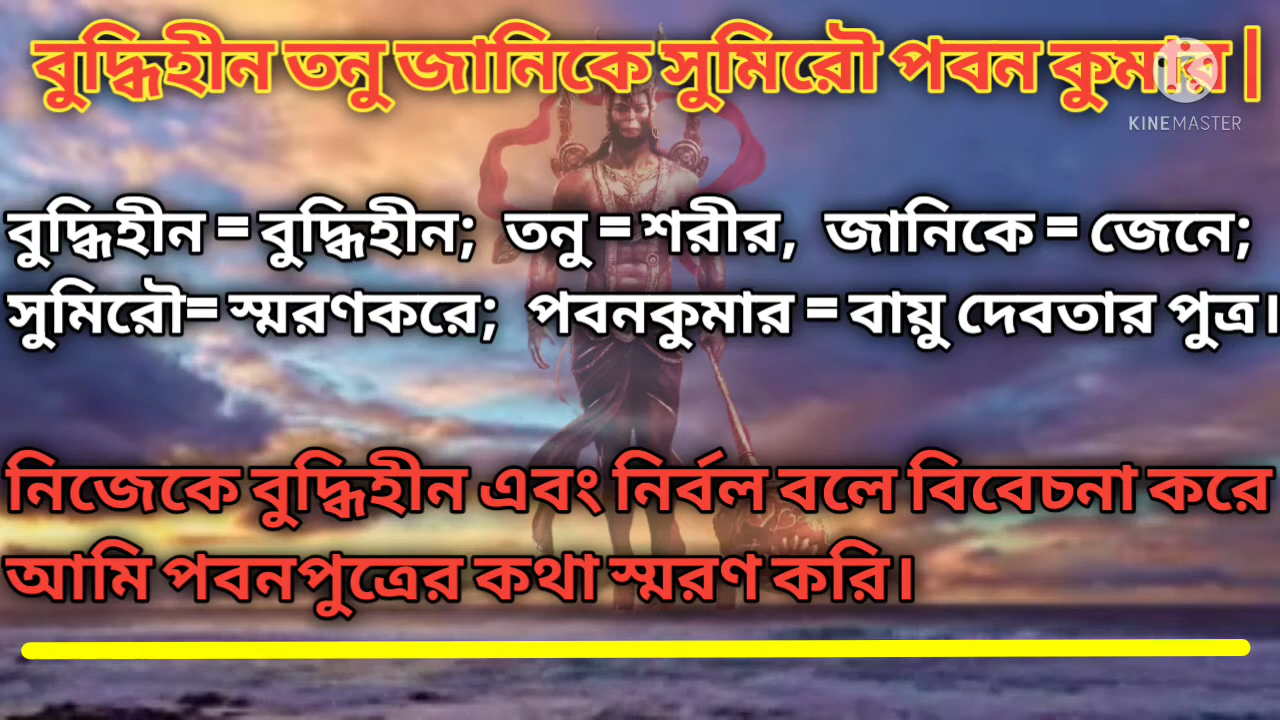 বুদ্ধিহীন তনু জানিকে সুমিরৌ পবন কুমার |
KINEMASTER
বুদ্ধিহীন = বুদ্ধিহীন; তনু = শরীর, জানিকে = জেনে;
সুমিরৌ= স্মরণকরে; পবনকুমার = বায়ু দেবতার পুত্র।
নিজেকে বুদ্ধিহীন এবং নির্বল বলে বিবেচনা করে
আমি পবনপুত্রের কথা স্মরণ করি।